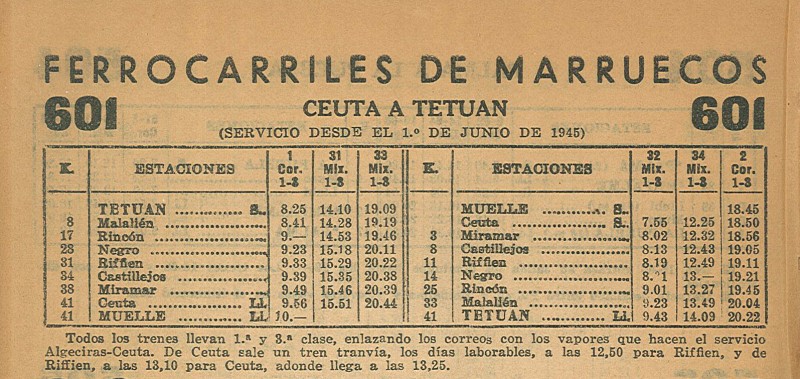 FERROCARRILES DE MARRUECOS
601 CEUTA A TETUAN 601
(SERVICIO DESDE EL 1.º DE JUNIO DE 1945)
K. ESTACIONES 1 Cor. 1-3 31 Mix. 1-3 33 Mix. 1-3 K. ESTACIONES 32 Mix. 1-3 34 Mix. 1-3 2 Cor. 1-3
TETUAN S.. 8.25 14.10 19.09 MUELLE S.. 18.45
8 Malalién 8.41 14.28 19.19 Ceuta S.. 7.55 12.25 18.50
17 Rincón 9.— 14.53 19.46 3 Miramar 8.02 12.32 18.56
28 Negro 9.23 15.18 20.11 8 Castillejos 8.13 12.43 19.05
31 Riffien 9.33 15.29 20.22 11 Riffien 8.19 12.49 19.11
34 Castillejos 9.39 15.35 20.38 14 Negro 13.— 19.21
38 Miramar 9.49 15.46 20.39 25 Rincón 9.01 13.27 19.45
41 Ceuta Ll 9.56 15.51 20.44 33 Malalién 9.23 13.49 20.04
41 MUELLE Ll 10.— 41 TETUAN Ll 9.43 14.09 20.22
Todos los trenes llevan 1.ª y 3.ª clase, enlazando los correos con los vapores que hacen el servicio
Algeciras-Ceuta. De Ceuta sale un tren tranvía, los días laborables, a las 12,50 para Riffien, y de
Riffien, a las 13,10 para Ceuta, adonde llega a las 13,25.